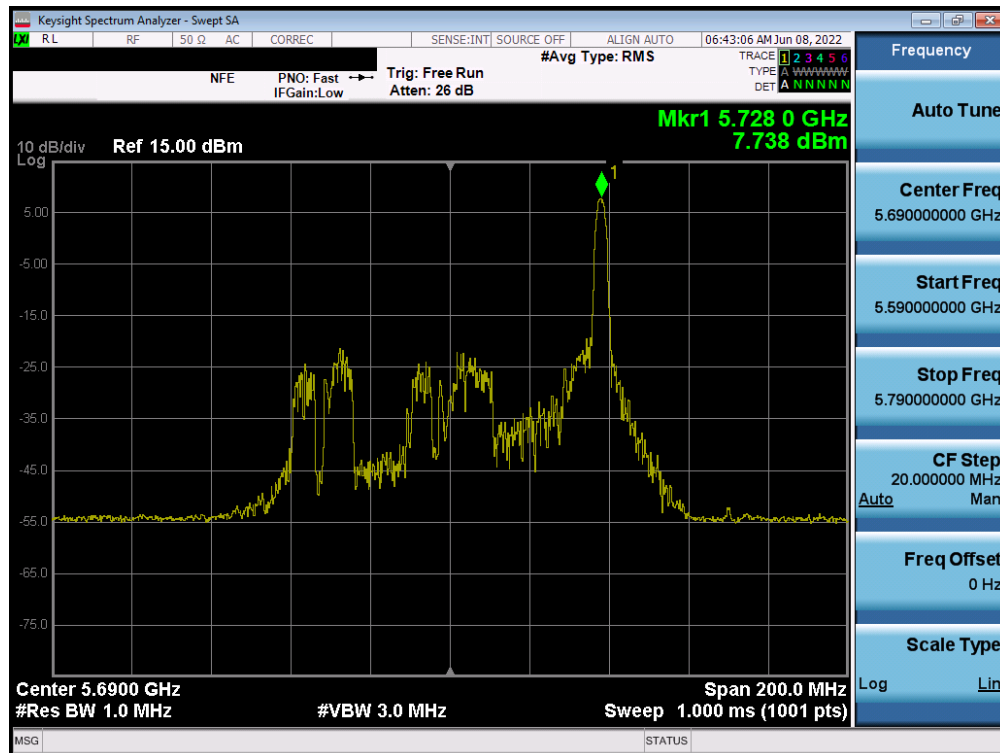 Keysight Spectrum Analyzer - Swept SA
LXI RL RF 50 Ω AC CORREC SENSE:INT SOURCE OFF ALIGN AUTO 06:43:06 AM Jun 08, 2022
#Avg Type: RMS TRACE 1 2 3 4 5 6
NFE PNO: Fast Trig: Free Run TYPE A WWWWW
IFGain:Low Atten: 26 dB DET A N N N N N
Mkr1 5.728 0 GHz
7.738 dBm
10 dB/div Ref 15.00 dBm
Log
1
5.00
-5.00
-15.0
-25.0
-35.0
-45.0
-55.0
-65.0
-75.0
Center 5.6900 GHz Span 200.0 MHz
#Res BW 1.0 MHz #VBW 3.0 MHz Sweep 1.000 ms (1001 pts)
MSG STATUS
Frequency
Auto Tune
Center Freq
5.690000000 GHz
Start Freq
5.590000000 GHz
Stop Freq
5.790000000 GHz
CF Step
20.000000 MHz
Auto Man
Freq Offset
0 Hz
Scale Type
Log Lin